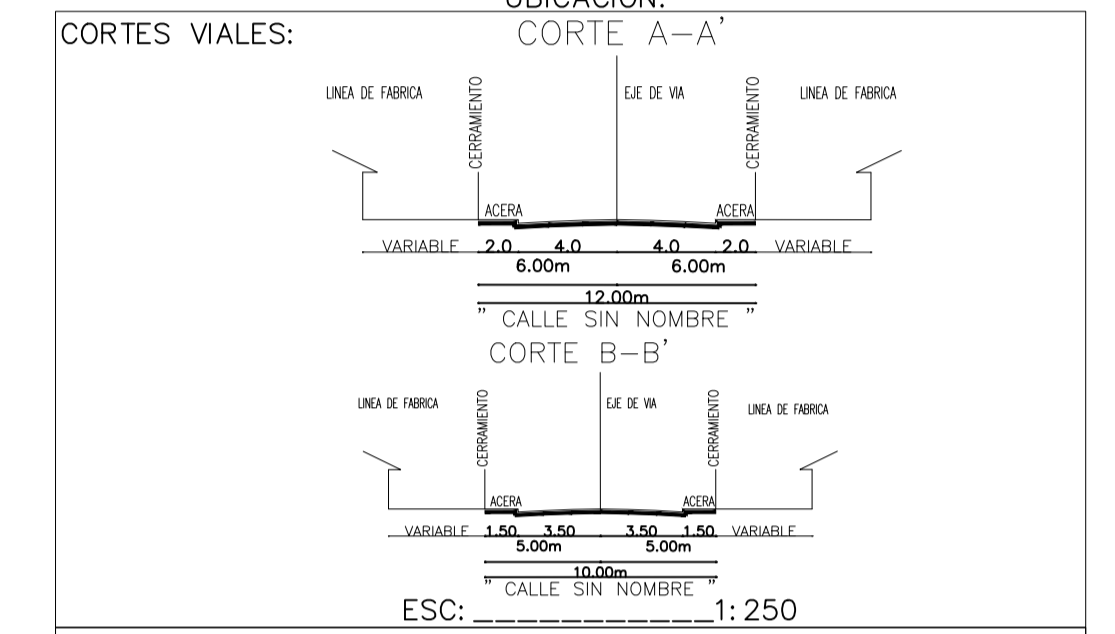 UBICACION:
CORTES VIALES:
CORTE A-A'
LINEA DE FABRICA
CERRAMIENTO
EJE DE VIA
CERRAMIENTO
LINEA DE FABRICA
ACERA
ACERA
VARIABLE 2.0 4.0 4.0 2.0 VARIABLE
6.00m 6.00m
12.00m
" CALLE SIN NOMBRE "
CORTE B-B'
LINEA DE FABRICA
CERRAMIENTO
EJE DE VIA
CERRAMIENTO
LINEA DE FABRICA
ACERA
ACERA
VARIABLE 1.50 3.50 3.50 1.50 VARIABLE
5.00m 5.00m
10.00m
" CALLE SIN NOMBRE "
ESC: ____________1:250